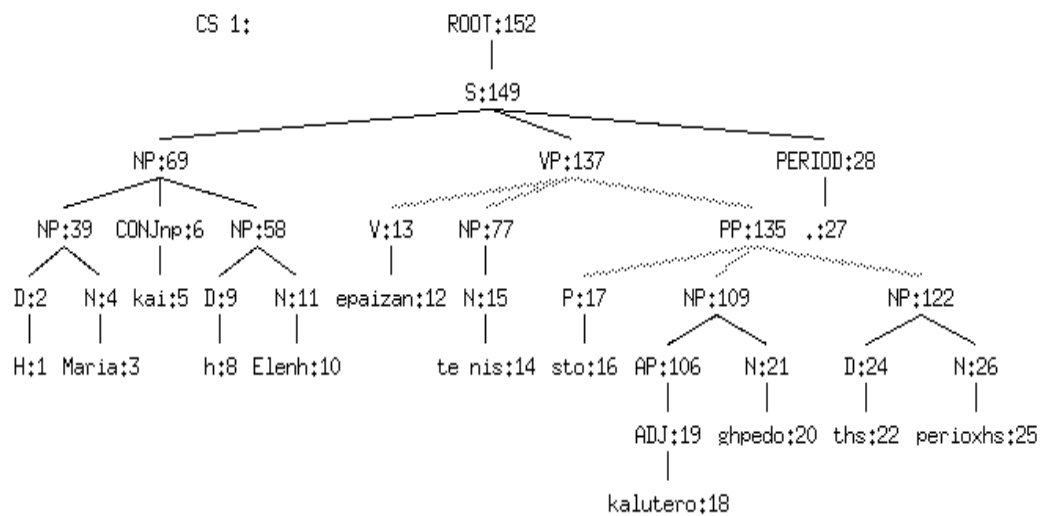 CS 1: ROOT:152
S:149
NP:69 VP:137 PERIOD:28
NP:39 CONJnp:6 NP:58 V:13 NP:77 PP:135 .:27
D:2 N:4 kai:5 D:9 N:11 epaizan:12 N:15 P:17 NP:109 NP:122
H:1 Maria:3 h:8 Elenh:10 te nis:14 sto:16 AP:106 N:21 D:24 N:26
ADJ:19 ghpedo:20 ths:22 perioxhs:25
kalutero:18